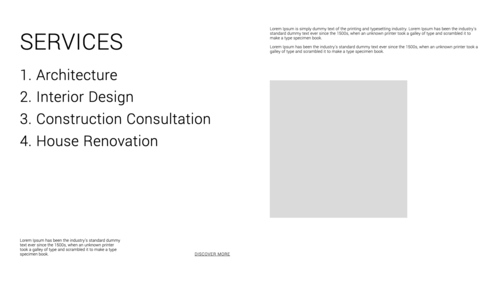 SERVICES
1. Architecture
2. Interior Design
3. Construction Consultation
4. House Renovation
Lorem Ipsum has been the industry's standard dummy
text ever since the 1500s, when an unknown printer
took a galley of type and scrambled it to make a type
specimen book.
DISCOVER MORE
Lorem Ipsum is simply dummy text of the printing and typesetting industry. Lorem Ipsum has been the industry's
standard dummy text ever since the 1500s, when an unknown printer took a galley of type and scrambled it to
make a type specimen book.
Lorem Ipsum has been the industry's standard dummy text ever since the 1500s, when an unknown printer took a
galley of type and scrambled it to make a type specimen book.